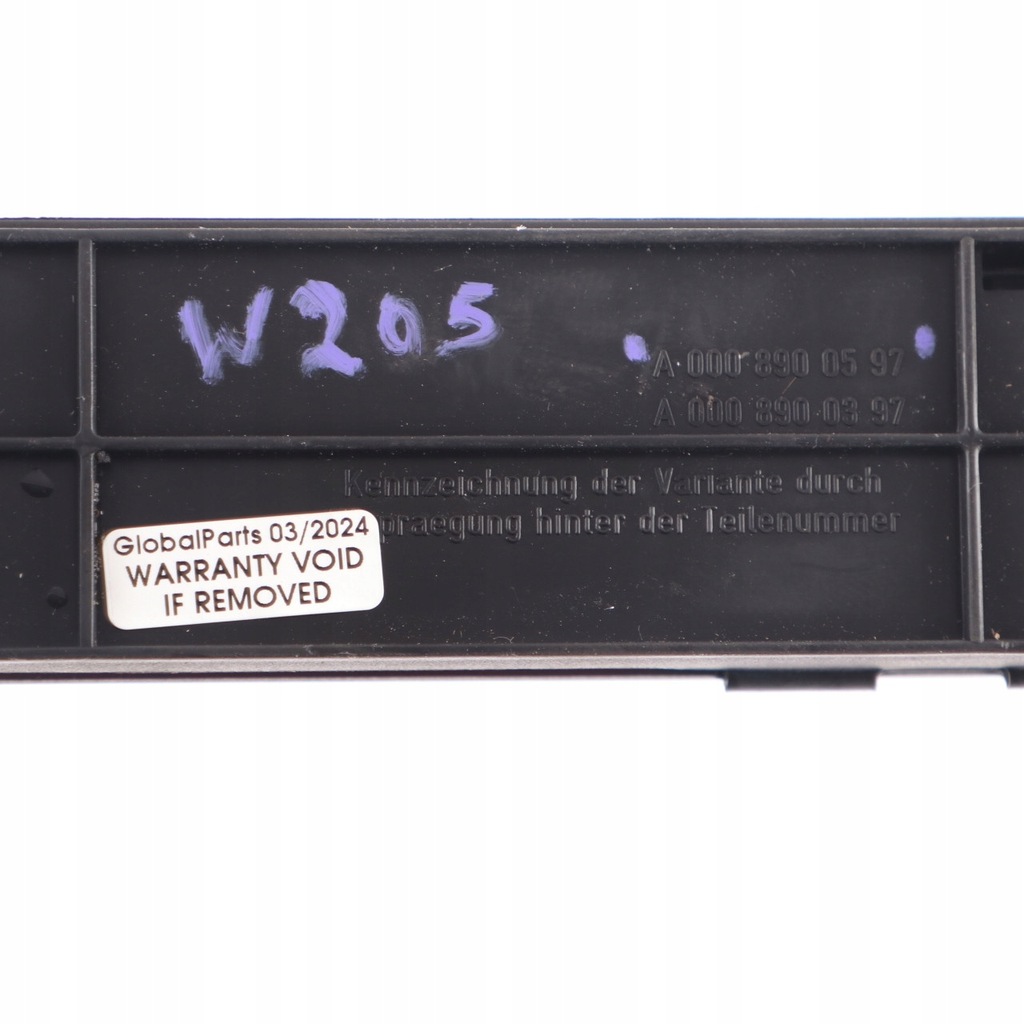 W205
A 000 890 05 97
A 000 890 03 97
Kennzeichnung der Variante durch
praegung hinter der Teilenummer
GlobalParts 03/2024
WARRANTY VOID
IF REMOVED